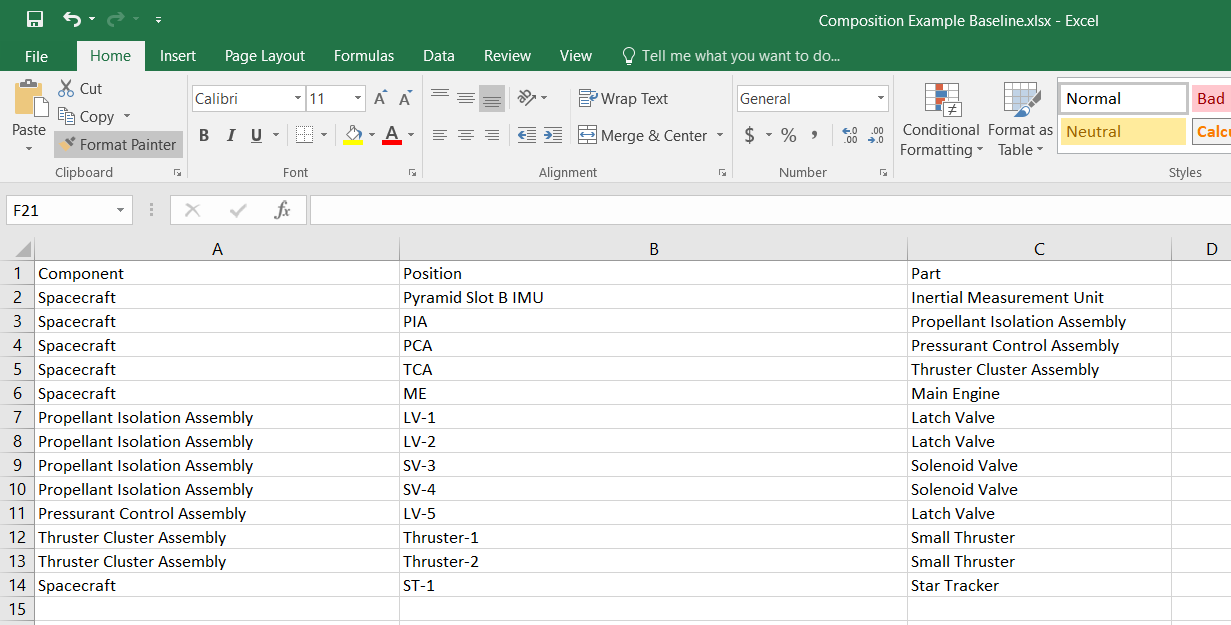 Composition Example Baseline.xlsx - Excel
File Home Insert Page Layout Formulas Data Review View Tell me what you want to do...
Cut
Copy
Format Painter
Paste
Clipboard
Calibri 11
B I U A
Font
Wrap Text
Merge & Center
Alignment
General
$ % ,
Number
Conditional Formatting
Format as Table
Normal Bad
Neutral Calcu
Styles
F21 fx
A B C D
1 Component Position Part
2 Spacecraft Pyramid Slot B IMU Inertial Measurement Unit
3 Spacecraft PIA Propellant Isolation Assembly
4 Spacecraft PCA Pressurant Control Assembly
5 Spacecraft TCA Thruster Cluster Assembly
6 Spacecraft ME Main Engine
7 Propellant Isolation Assembly LV-1 Latch Valve
8 Propellant Isolation Assembly LV-2 Latch Valve
9 Propellant Isolation Assembly SV-3 Solenoid Valve
10 Propellant Isolation Assembly SV-4 Solenoid Valve
11 Pressurant Control Assembly LV-5 Latch Valve
12 Thruster Cluster Assembly Thruster-1 Small Thruster
13 Thruster Cluster Assembly Thruster-2 Small Thruster
14 Spacecraft ST-1 Star Tracker
15